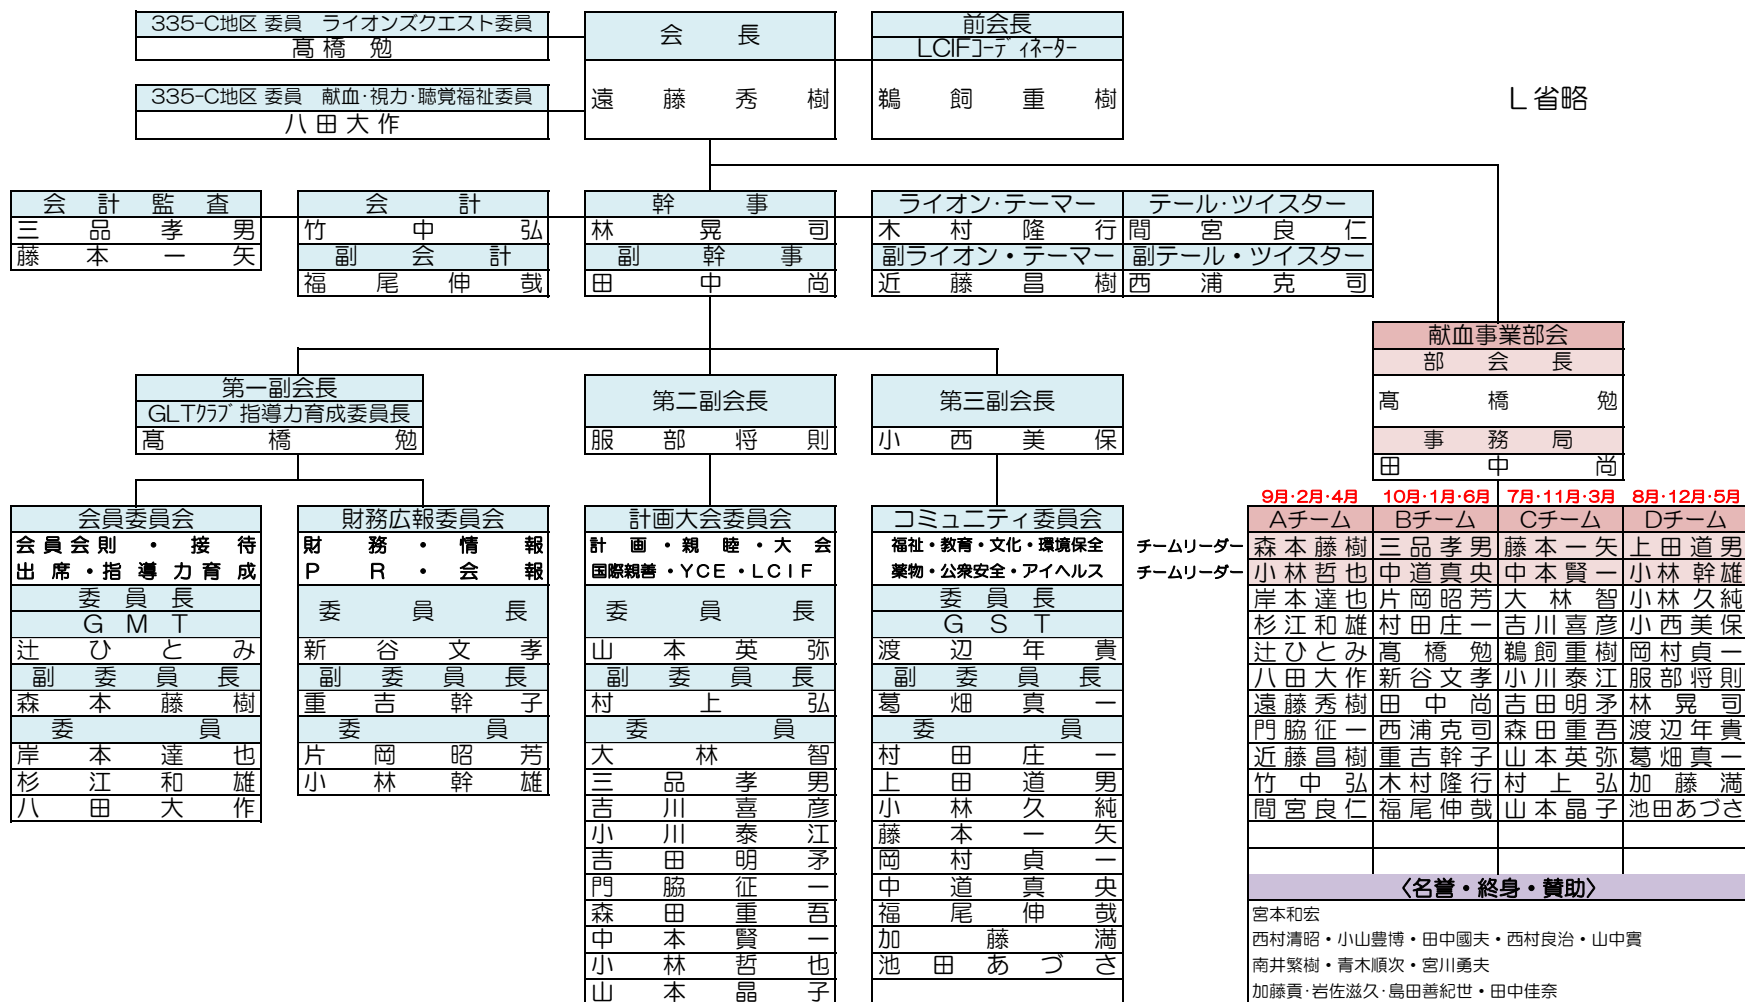 335-C地区 委員　ライオンズクエスト委員
髙橋　勉
335-C地区 委員　献血・視力・聴覚福祉委員
八田大作
会　長
遠藤秀樹
前会長
LCIFコーディネーター
鵜飼重樹
L省略
会計監査
三品孝男
藤本一矢
会計
竹中弘
副会計
福尾伸哉
幹事
林晃司
副幹事
田中尚
ライオン・テーマー
木村隆行
副ライオン・テーマー
近藤昌樹
テール・ツイスター
間宮良仁
副テール・ツイスター
西浦克司
献血事業部会
部会長
髙橋勉
事務局
田中尚
第一副会長
GLTクラブ指導力育成委員長
髙橋勉
第二副会長
服部将則
第三副会長
小西美保
会員委員会
会員会則・接待
出席・指導力育成
委員長
GMT
辻ひとみ
副委員長
森本藤樹
委員
岸本達也
杉江和雄
八田大作
財務広報委員会
財務・情報
PR・会報
委員長
新谷文孝
副委員長
重吉幹子
委員
片岡昭芳
小林幹雄
計画大会委員会
計画・親睦・大会
国際親善・YCE・LCIF
委員長
山本英弥
副委員長
村上弘
委員
大林智
三品孝男
吉川喜彦
小川泰江
吉田明矛
門脇征一
森田重吾
中本賢一
小林哲也
山本晶子
コミュニティ委員会
福祉・教育・文化・環境保全
薬物・公衆安全・アイヘルス
委員長
GST
渡辺年貴
副委員長
葛畑真一
委員
村田庄一
上田道男
小林久純
藤本一矢
岡村貞一
中道真央
福尾伸哉
加藤満
池田あづさ
9月・2月・4月　10月・1月・6月　7月・11月・3月　8月・12月・5月
Aチーム　Bチーム　Cチーム　Dチーム
チームリーダー　森本藤樹　三品孝男　藤本一矢　上田道男
チームリーダー　小林哲也　中道真央　中本賢一　小林幹雄
岸本達也　片岡昭芳　大林智　小林久純
杉江和雄　村田庄一　吉川喜彦　小西美保
辻ひとみ　髙橋勉　鵜飼重樹　岡村貞一
八田大作　新谷文孝　小川泰江　服部将則
遠藤秀樹　田中尚　吉田明矛　林晃司
門脇征一　西浦克司　森田重吾　渡辺年貴
近藤昌樹　重吉幹子　山本英弥　葛畑真一
竹中弘　木村隆行　村上弘　加藤満
間宮良仁　福尾伸哉　山本晶子　池田あづさ
〈名誉・終身・賛助〉
宮本和宏
西村清昭・小山豊博・田中國夫・西村良治・山中實
南井繁樹・青木順次・宮川勇夫
加藤貢・岩佐滋久・島田善紀世・田中佳奈